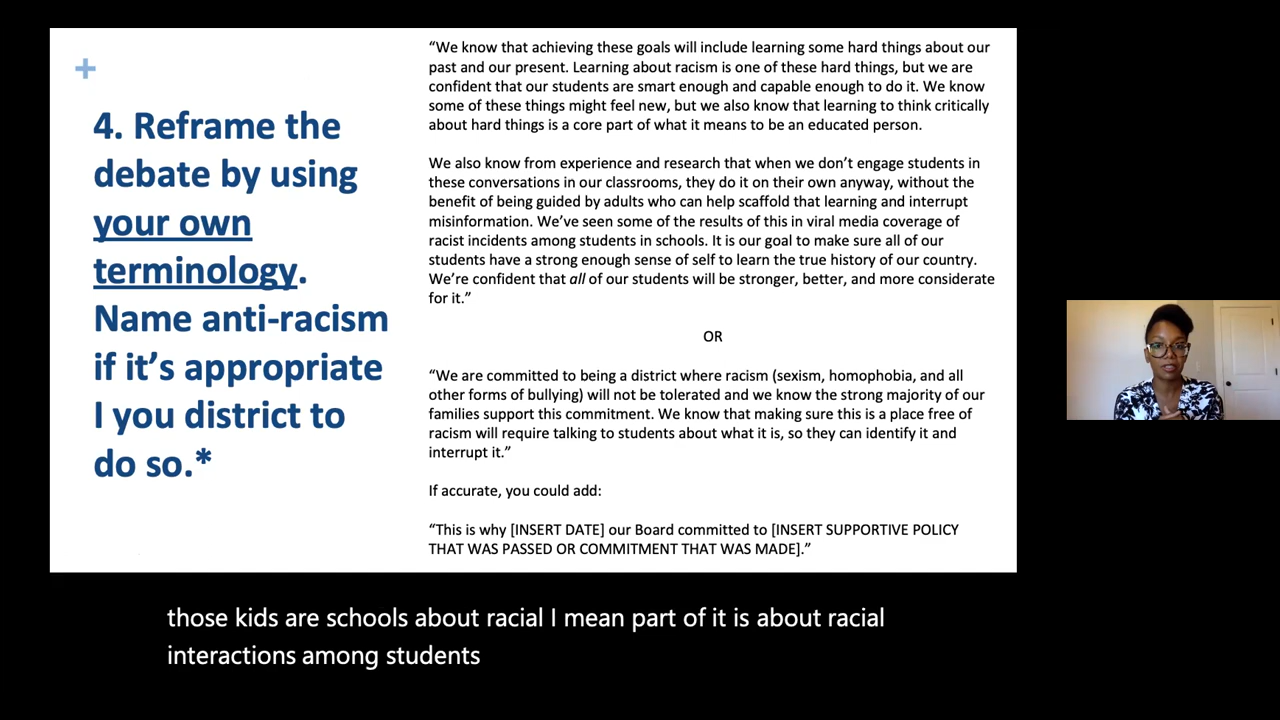 4. Reframe the
debate by using
your own
terminology.
Name anti-racism
if it’s appropriate
I you district to
do so.*
“We know that achieving these goals will include learning some hard things about our
past and our present. Learning about racism is one of these hard things, but we are
confident that our students are smart enough and capable enough to do it. We know
some of these things might feel new, but we also know that learning to think critically
about hard things is a core part of what it means to be an educated person.
We also know from experience and research that when we don’t engage students in
these conversations in our classrooms, they do it on their own anyway, without the
benefit of being guided by adults who can help scaffold that learning and interrupt
misinformation. We’ve seen some of the results of this in viral media coverage of
racist incidents among students in schools. It is our goal to make sure all of our
students have a strong enough sense of self to learn the true history of our country.
We’re confident that all of our students will be stronger, better, and more considerate
for it.”
OR
“We are committed to being a district where racism (sexism, homophobia, and all
other forms of bullying) will not be tolerated and we know the strong majority of our
families support this commitment. We know that making sure this is a place free of
racism will require talking to students about what it is, so they can identify it and
interrupt it.”
If accurate, you could add:
“This is why [INSERT DATE] our Board committed to [INSERT SUPPORTIVE POLICY
THAT WAS PASSED OR COMMITMENT THAT WAS MADE].”
those kids are schools about racial I mean part of it is about racial
interactions among students